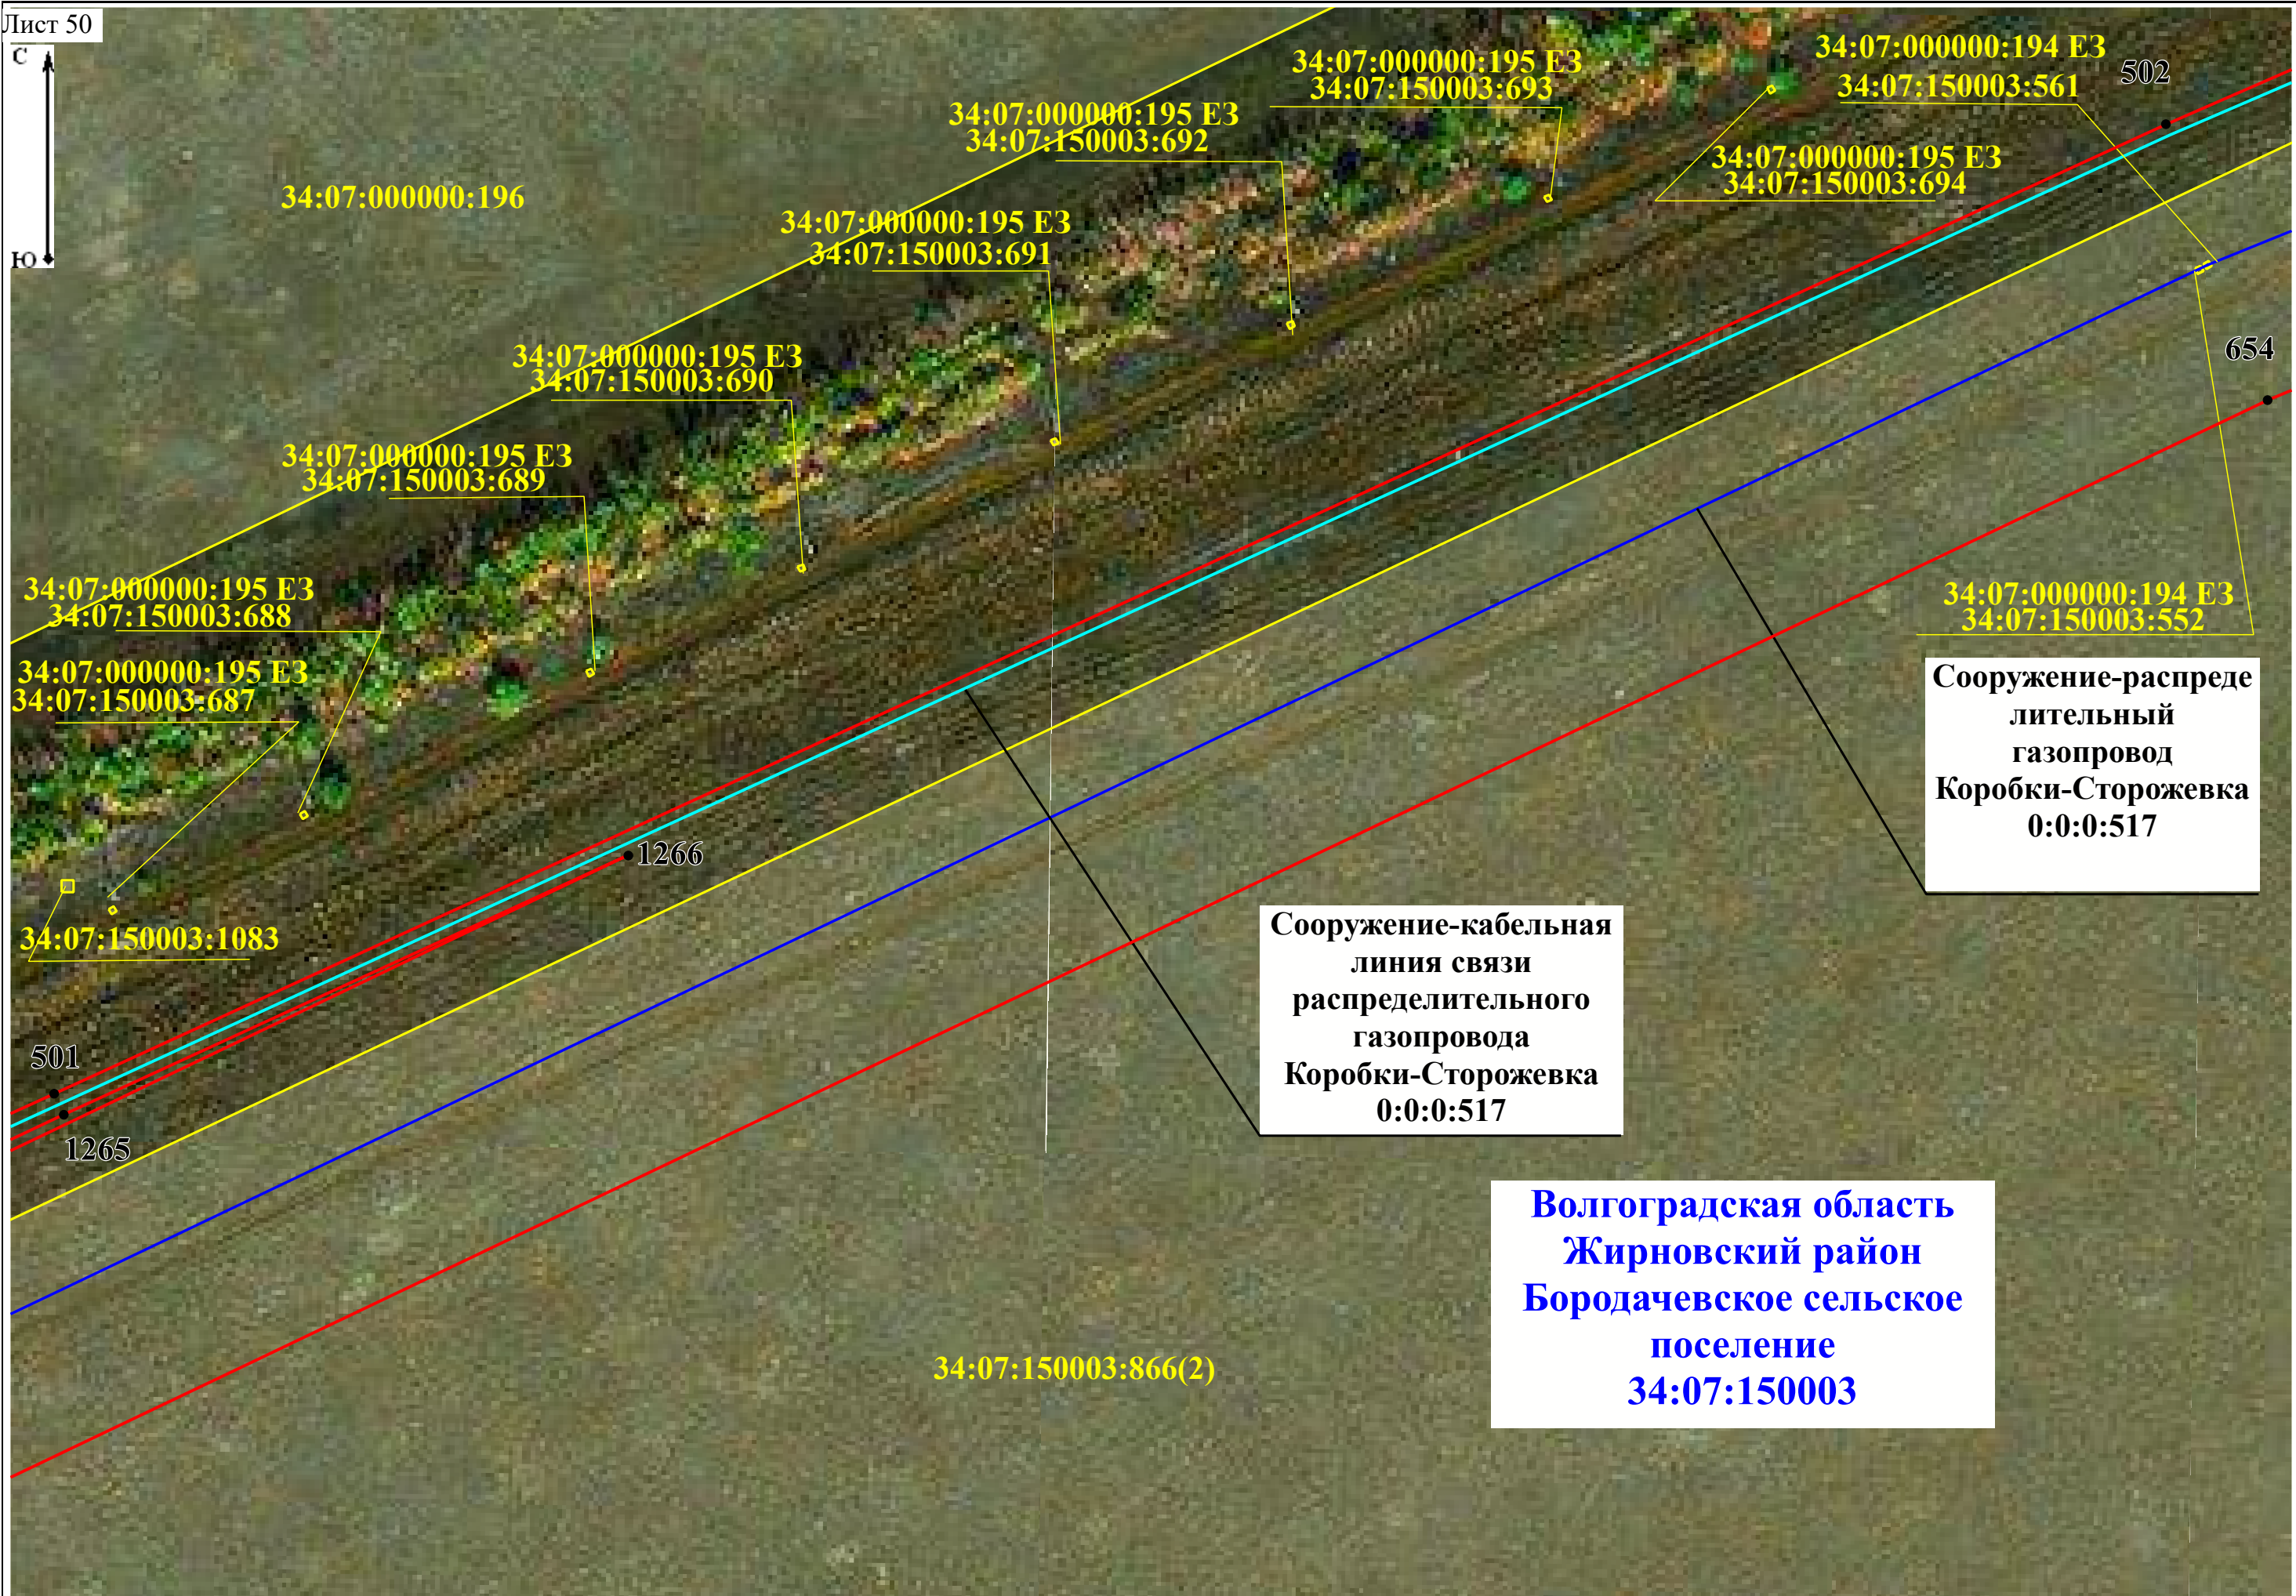 Лист 50
С
Ю
34:07:000000:196
34:07:000000:195 ЕЗ
34:07:150003:693
34:07:000000:194 ЕЗ
34:07:150003:561
502
34:07:000000:195 ЕЗ
34:07:150003:692
34:07:000000:195 ЕЗ
34:07:150003:694
34:07:000000:195 ЕЗ
34:07:150003:691
34:07:000000:195 ЕЗ
34:07:150003:690
654
34:07:000000:195 ЕЗ
34:07:150003:689
34:07:000000:195 ЕЗ
34:07:150003:688
34:07:000000:194 ЕЗ
34:07:150003:552
34:07:000000:195 ЕЗ
34:07:150003:687
Сооружение-распреде
лительный
газопровод
Коробки-Сторожевка
0:0:0:517
1266
34:07:150003:1083
Сооружение-кабельная
линия связи
распределительного
газопровода
Коробки-Сторожевка
0:0:0:517
501
1265
Волгоградская область
Жирновский район
Бородачевское сельское
поселение
34:07:150003
34:07:150003:866(2)